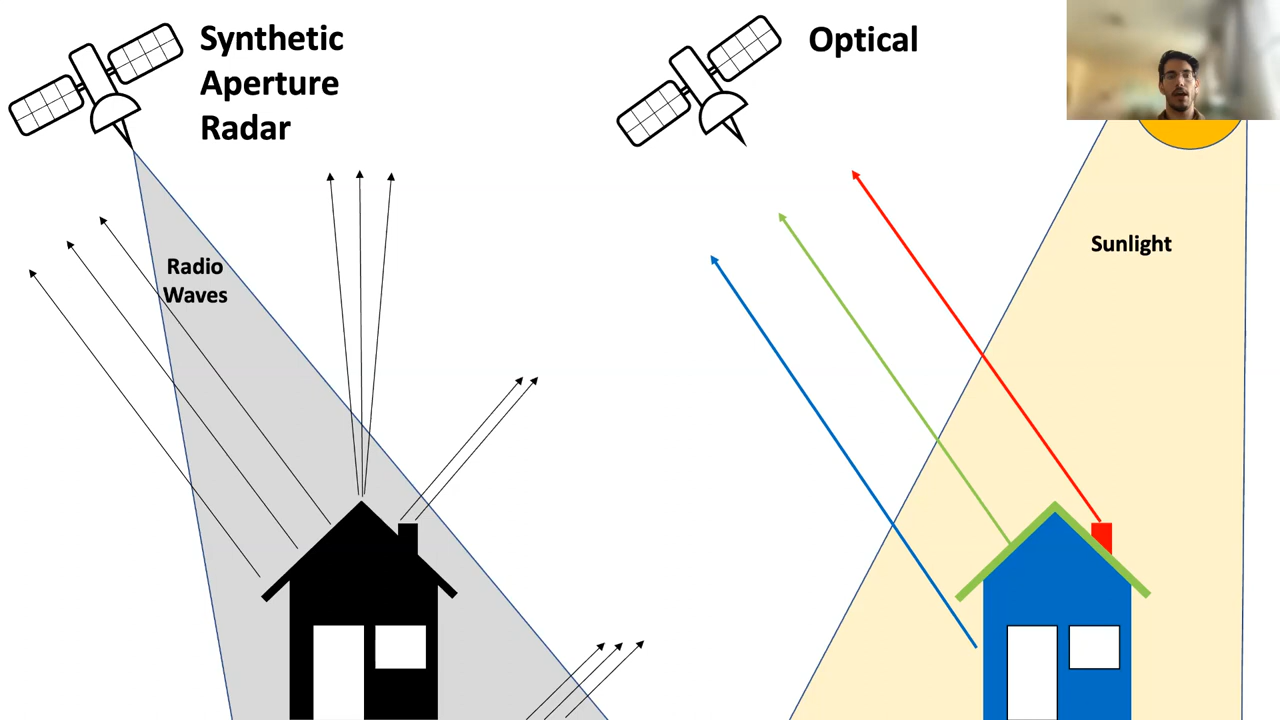 Synthetic
Aperture
Radar
Optical
Radio
Waves
Sunlight